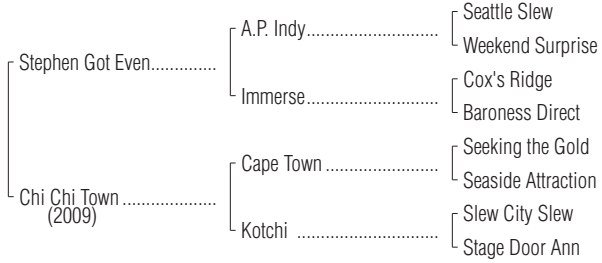 Seattle Slew
A.P. Indy..............................
Weekend Surprise
Stephen Got Even..............
Cox's Ridge
Immerse..............................
Baroness Direct
Seeking the Gold
Cape Town ..........................
Seaside Attraction
Chi Chi Town ....................
(2009)
Slew City Slew
Kotchi ................................
Stage Door Ann